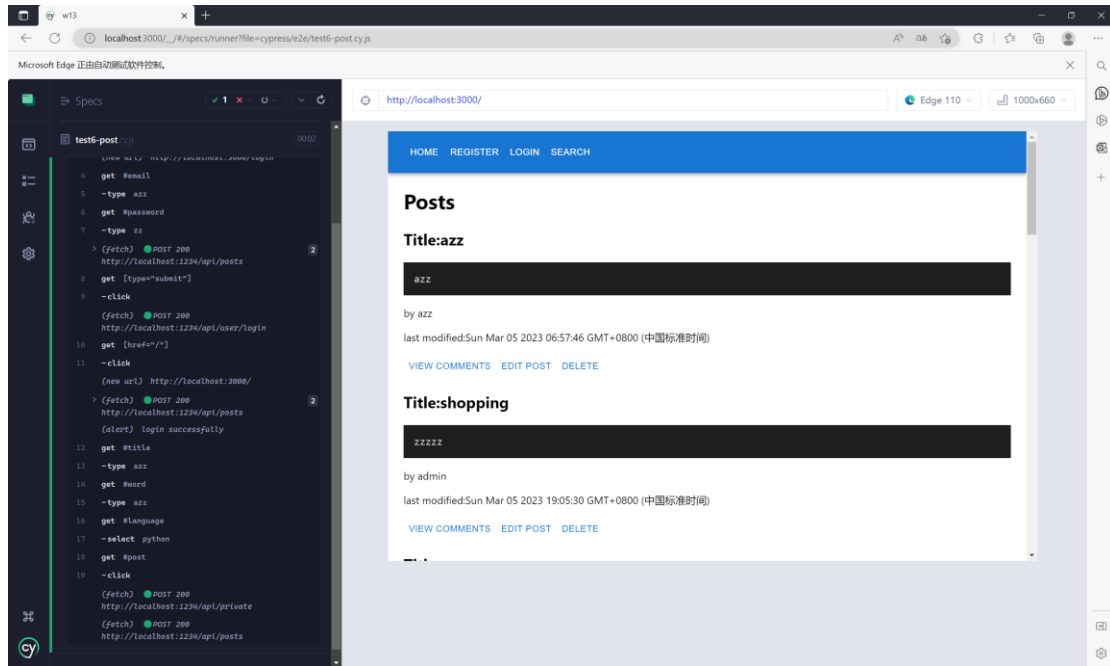 w13
localhost:3000/__/#/specs/runner?file=cypress/e2e/test6-post.cy.js
Microsoft Edge 正由自动测试软件控制。
Specs
1
test6-post.cy.js 00:02
(new url) http://localhost:3000/login
4 get #email
5 -type azz
6 get #password
7 -type zz
(fetch) POST 200 2
http://localhost:1234/api/posts
8 get [type="submit"]
9 -click
(fetch) POST 200
http://localhost:1234/api/user/login
10 get [href="/"]
11 -click
(new url) http://localhost:3000/
(fetch) POST 200 2
http://localhost:1234/api/posts
(alert) login successfully
12 get #title
13 -type azz
14 get #word
15 -type azz
16 get #language
17 -select python
18 get #post
19 -click
(fetch) POST 200
http://localhost:1234/api/private
(fetch) POST 200
http://localhost:1234/api/posts
cy
http://localhost:3000/
Edge 110
1000x660
HOME REGISTER LOGIN SEARCH
Posts
Title:azz
azz
by azz
last modified:Sun Mar 05 2023 06:57:46 GMT+0800 (中国标准时间)
VIEW COMMENTS EDIT POST DELETE
Title:shopping
zzzzz
by admin
last modified:Sun Mar 05 2023 19:05:30 GMT+0800 (中国标准时间)
VIEW COMMENTS EDIT POST DELETE